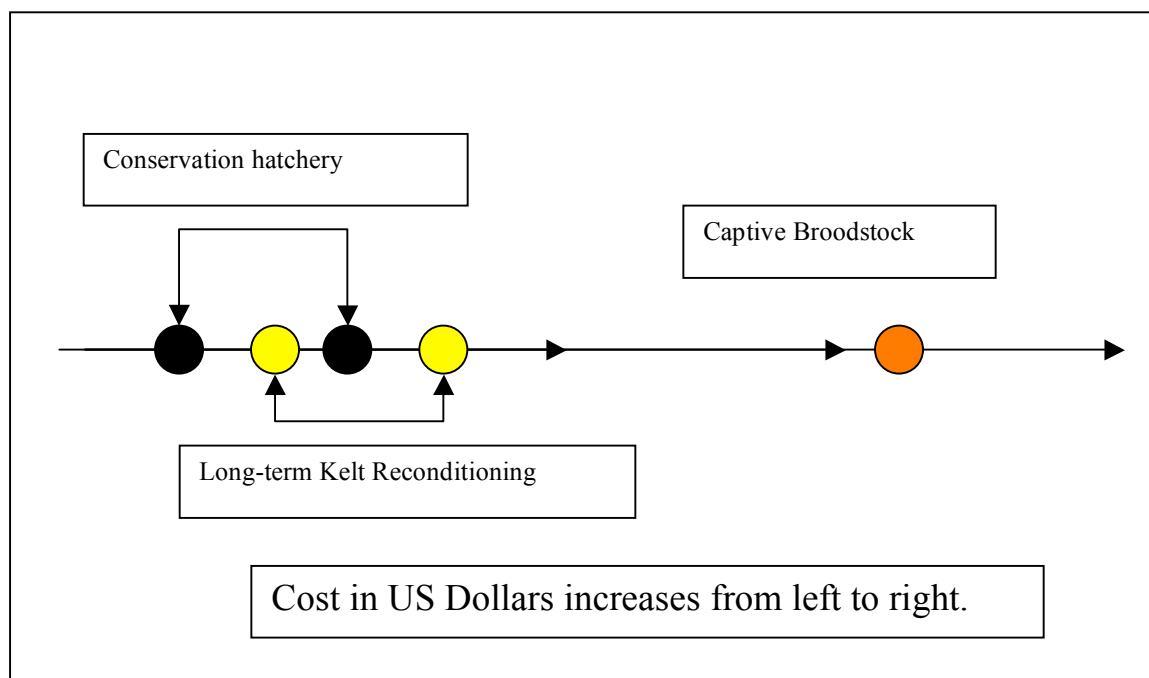 Conservation hatchery
Captive Broodstock
Long-term Kelt Reconditioning
Cost in US Dollars increases from left to right.